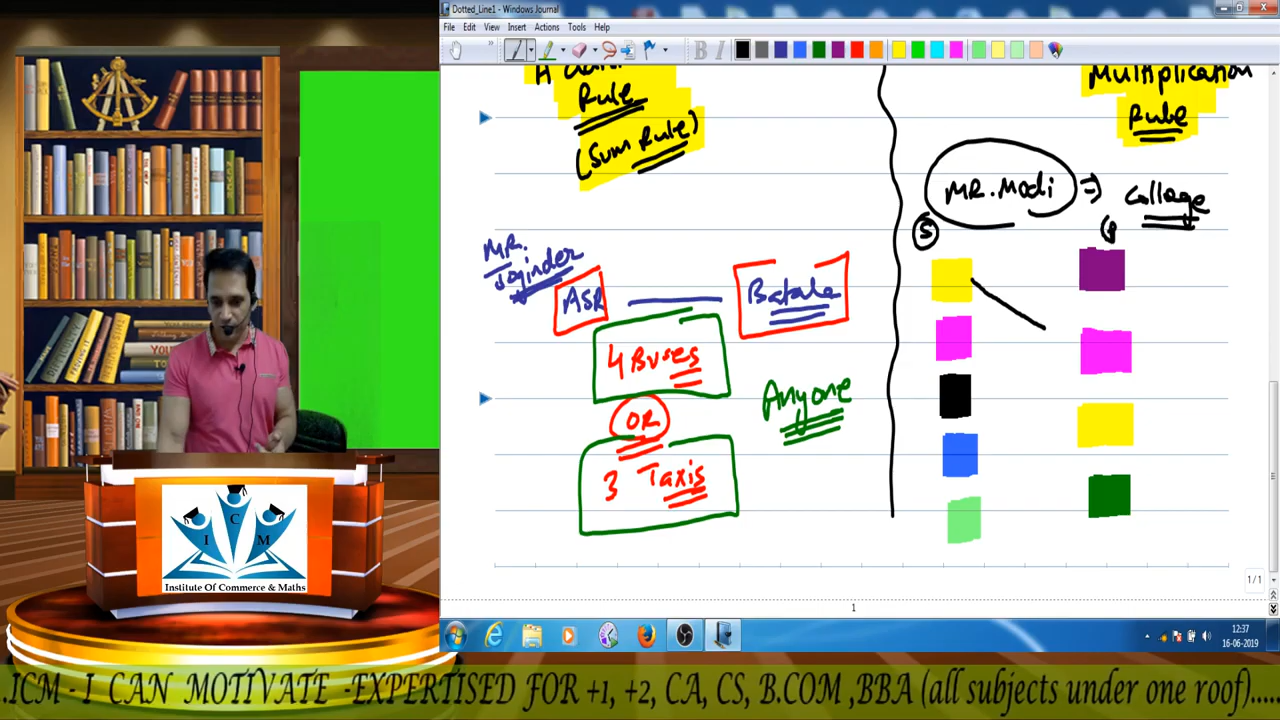 Dotted_Line1 - Windows Journal
File Edit View Insert Actions Tools Help
Rule
(Sum Rule)
Multiplication
Rule
MR. Modi => Collage
5
MR.
Joginder
ASR
Batala
4 Buses
OR
3 Taxis
Anyone
1/1
1
I C M
Institute Of Commerce & Maths
12:37
16-06-2019
.ICM - I CAN MOTIVATE -EXPERTISED FOR +1, +2, CA, CS, B.COM ,BBA (all subjects under one roof).....